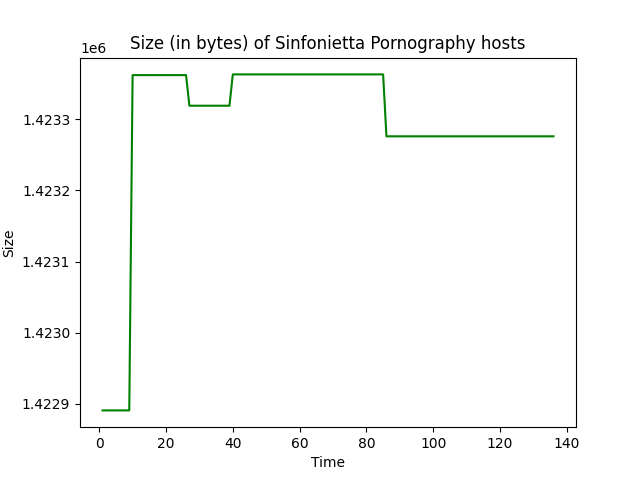 Size (in bytes) of Sinfonietta Pornography hosts
1e6
1.4233
1.4232
1.4231
1.4230
1.4229
Size
0 20 40 60 80 100 120 140
Time